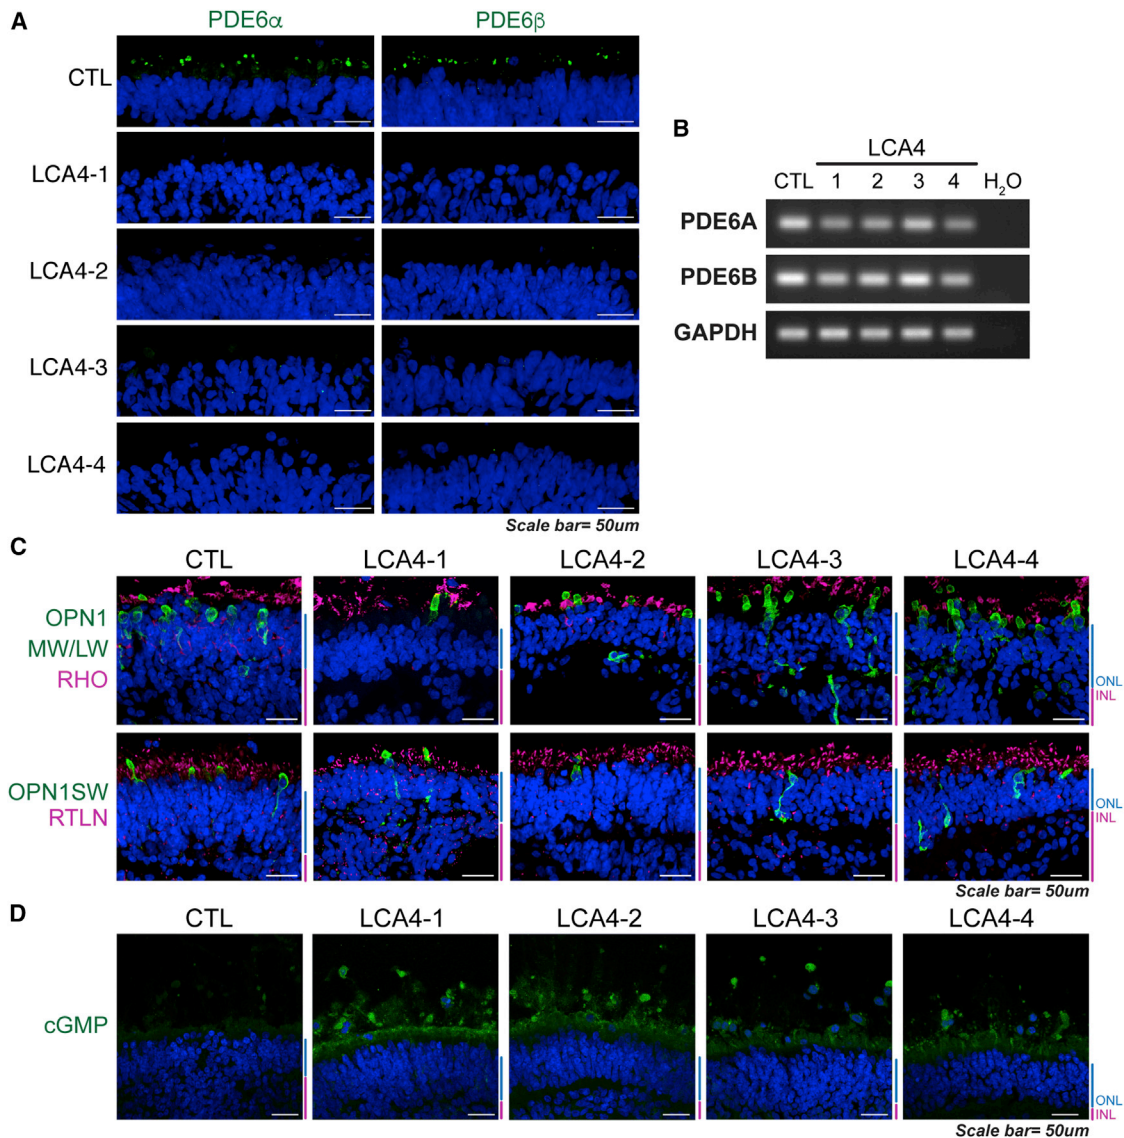 A
PDE6α PDE6β
CTL
LCA4-1
LCA4-2
LCA4-3
LCA4-4
Scale bar= 50um
B
LCA4
CTL 1 2 3 4 H2O
PDE6A
PDE6B
GAPDH
C
CTL LCA4-1 LCA4-2 LCA4-3 LCA4-4
OPN1
MW/LW
RHO
ONL
INL
OPN1SW
RTLN
ONL
INL
Scale bar= 50um
D
CTL LCA4-1 LCA4-2 LCA4-3 LCA4-4
cGMP
ONL
INL
Scale bar= 50um